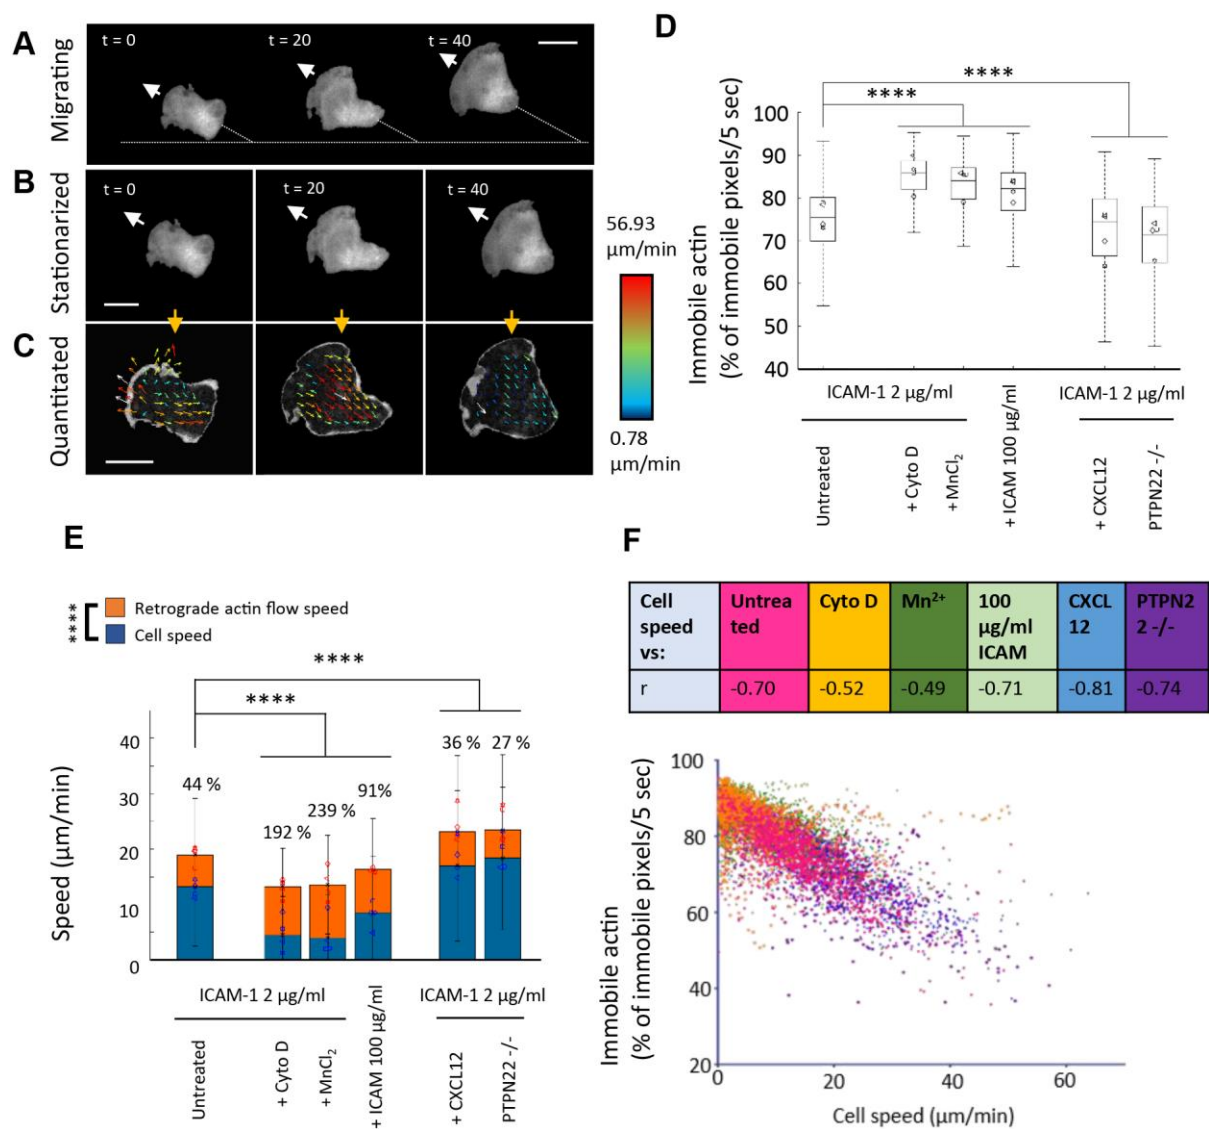 A
Migrating
t = 0
t = 20
t = 40
B
Stationarized
t = 0
t = 20
t = 40
C
Quantitated
56.93
µm/min
0.78
µm/min
D
****
****
Immobile actin
(% of immobile pixels/5 sec)
100
90
80
70
60
50
40
ICAM-1 2 µg/ml
ICAM-1 2 µg/ml
Untreated
+ Cyto D
+ MnCl₂
+ ICAM 100 µg/ml
+ CXCL12
PTPN22 -/-
E
****
Retrograde actin flow speed
Cell speed
****
****
Speed (µm/min)
40
30
20
10
0
44 %
192 %
239 %
91%
36 %
27 %
ICAM-1 2 µg/ml
ICAM-1 2 µg/ml
Untreated
+ Cyto D
+ MnCl₂
+ ICAM 100 µg/ml
+ CXCL12
PTPN22 -/-
F
Cell
speed
vs:
Untrea
ted
Cyto D
Mn²⁺
100
µg/ml
ICAM
CXCL
12
PTPN2
2 -/-
r
-0.70
-0.52
-0.49
-0.71
-0.81
-0.74
Immobile actin
(% of immobile pixels/5 sec)
100
80
60
40
20
0
20
40
60
Cell speed (µm/min)